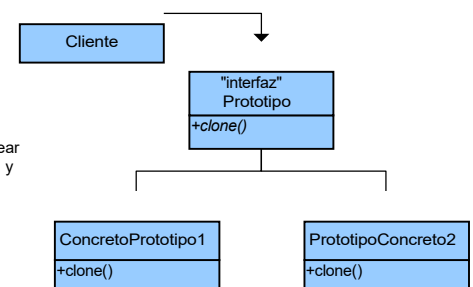 Cliente
"interfaz"
Prototipo
+clone()
y
ConcretoPrototipo1
+clone()
PrototipoConcreto2
+clone()